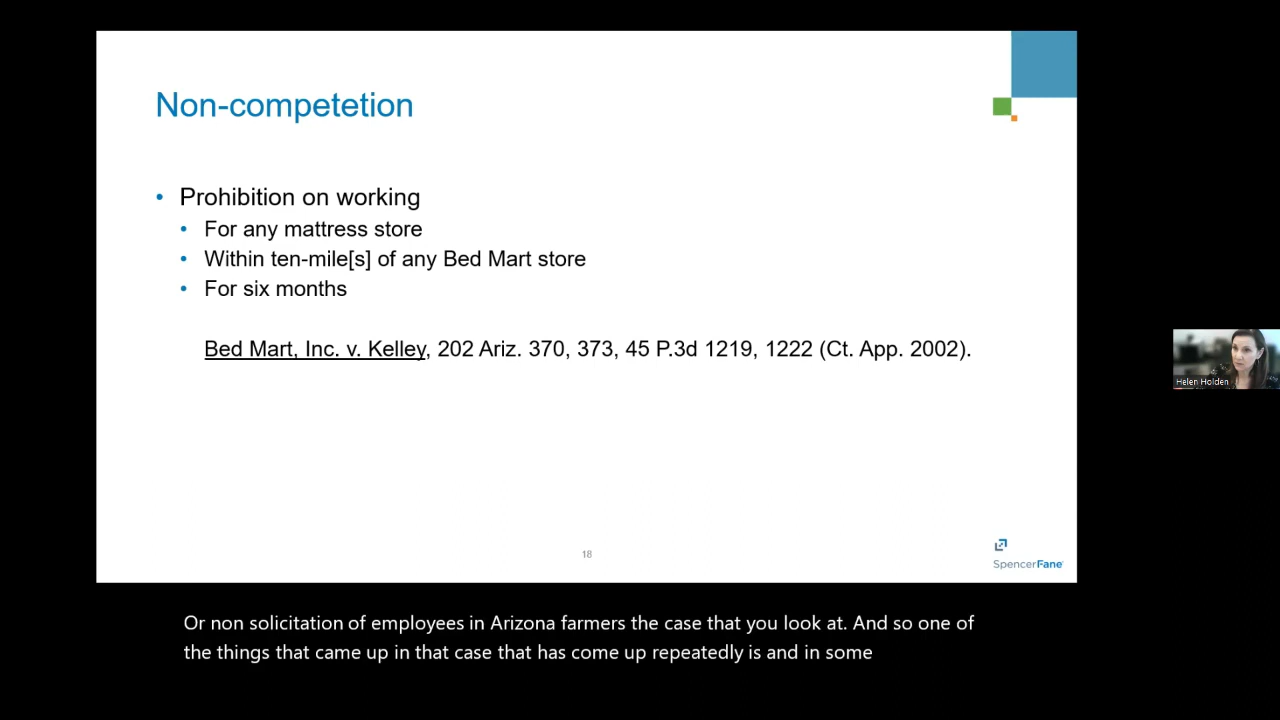 Non-competetion
• Prohibition on working
• For any mattress store
• Within ten-mile[s] of any Bed Mart store
• For six months
Bed Mart, Inc. v. Kelley, 202 Ariz. 370, 373, 45 P.3d 1219, 1222 (Ct. App. 2002).
Helen Holden
18
SpencerFane
Or non solicitation of employees in Arizona farmers the case that you look at. And so one of
the things that came up in that case that has come up repeatedly is and in some